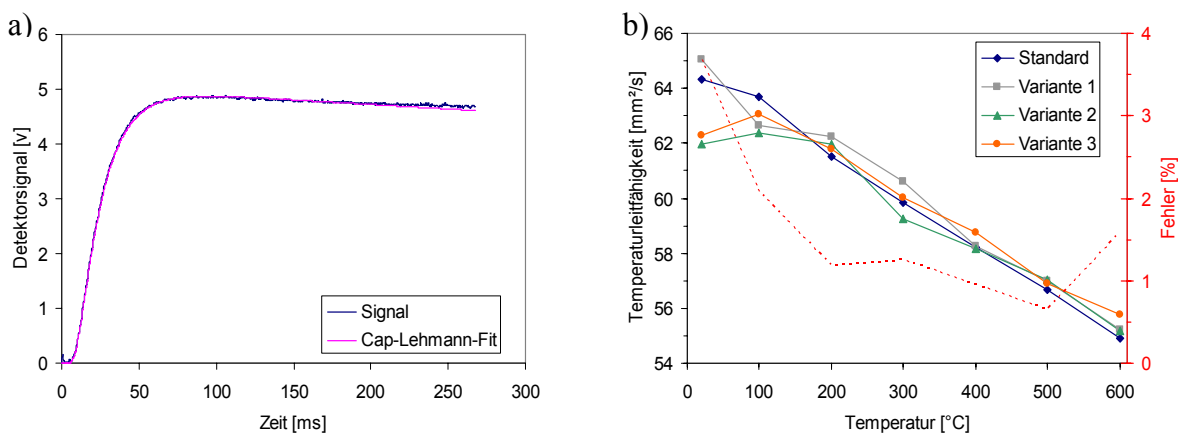 a)
6
5
4
3
2
1
0
Detektorsignal [v]
0 50 100 150 200 250 300
Zeit [ms]
Signal
Cap-Lehmann-Fit
b)
66
64
62
60
58
56
54
Temperaturleitfähigkeit [mm²/s]
0 100 200 300 400 500 600
Temperatur [°C]
Standard
Variante 1
Variante 2
Variante 3
4
3
2
1
0
Fehler [%]